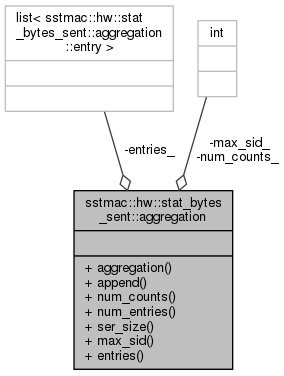 list< sstmac::hw::stat
_bytes_sent::aggregation
::entry >
int
-entries_
-max_sid_
-num_counts_
sstmac::hw::stat_bytes
_sent::aggregation
+ aggregation()
+ append()
+ num_counts()
+ num_entries()
+ ser_size()
+ max_sid()
+ entries()